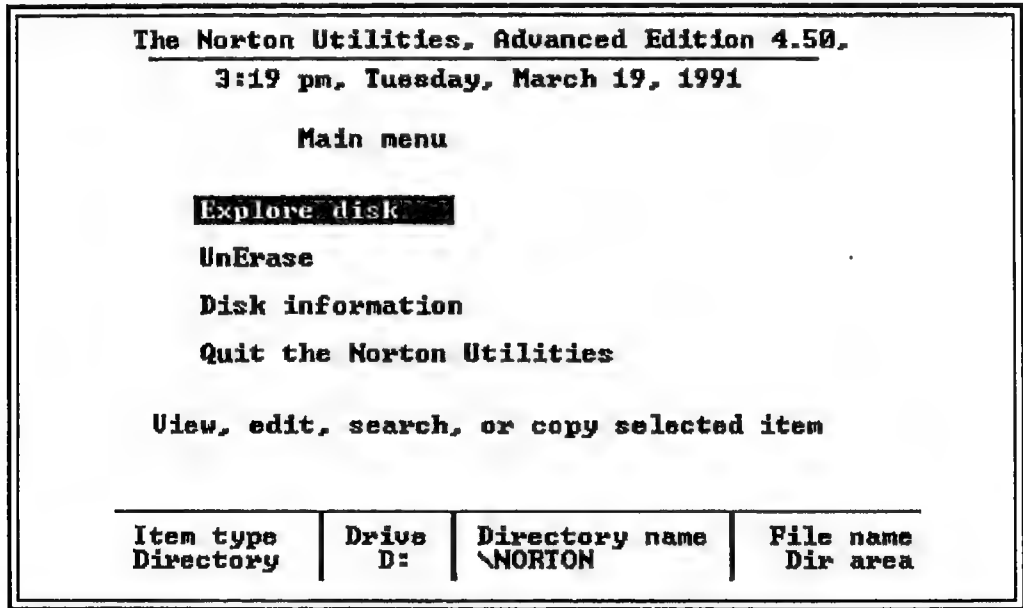 The Norton Utilities, Advanced Edition 4.50,
3:19 pm, Tuesday, March 19, 1991
Main menu
Explore disk
UnErase
Disk information
Quit the Norton Utilities
View, edit, search, or copy selected item
Item type Drive Directory name File name
Directory D: \NORTON Dir area